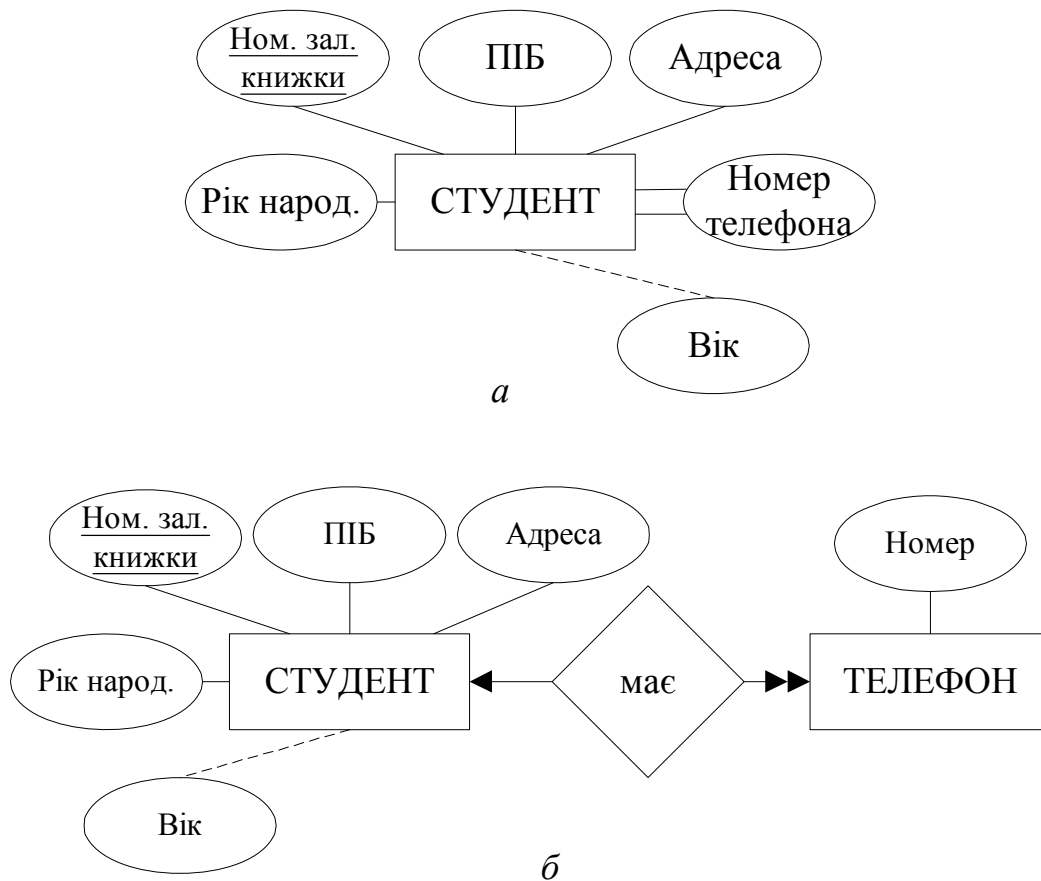 Ном. зал.
книжки
ПІБ
Адреса
Рік народ.
СТУДЕНТ
Номер
телефона
Вік
а
Ном. зал.
книжки
ПІБ
Адреса
Номер
Рік народ.
СТУДЕНТ
має
ТЕЛЕФОН
Вік
б